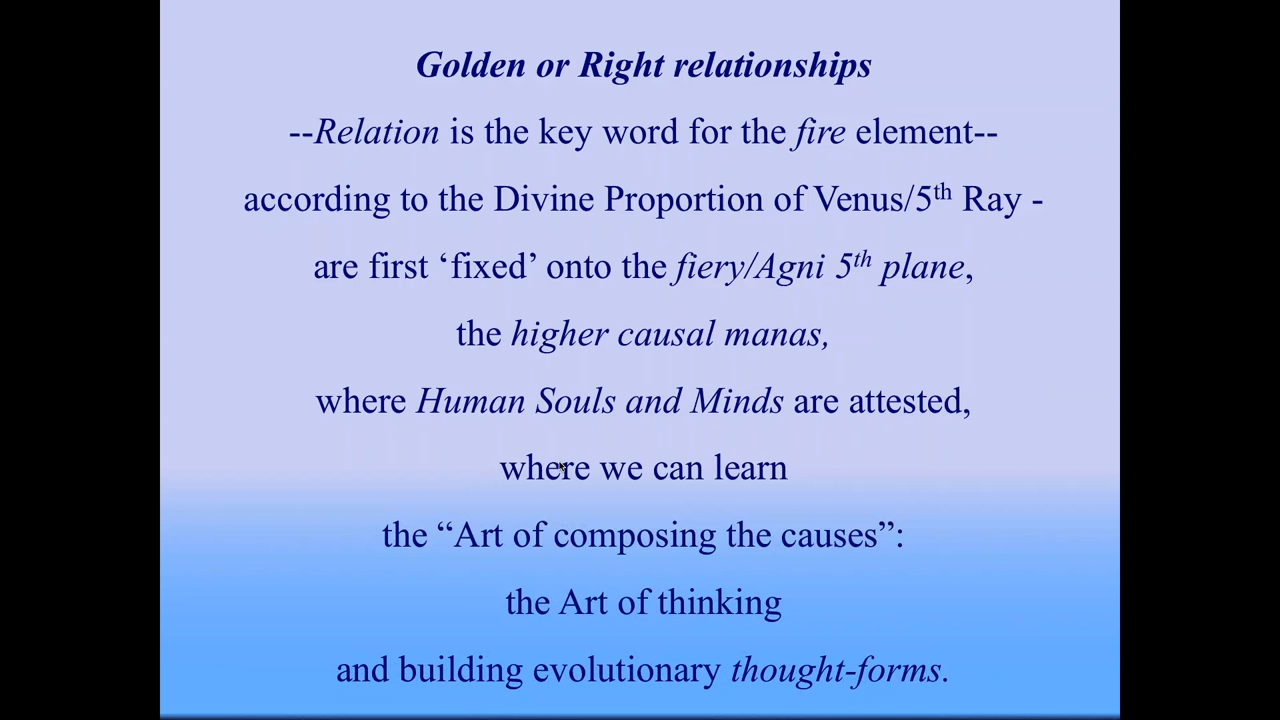 Golden or Right relationships
--Relation is the key word for the fire element--
according to the Divine Proportion of Venus/5th Ray -
are first ‘fixed’ onto the fiery/Agni 5th plane,
the higher causal manas,
where Human Souls and Minds are attested,
where we can learn
the “Art of composing the causes”:
the Art of thinking
and building evolutionary thought-forms.